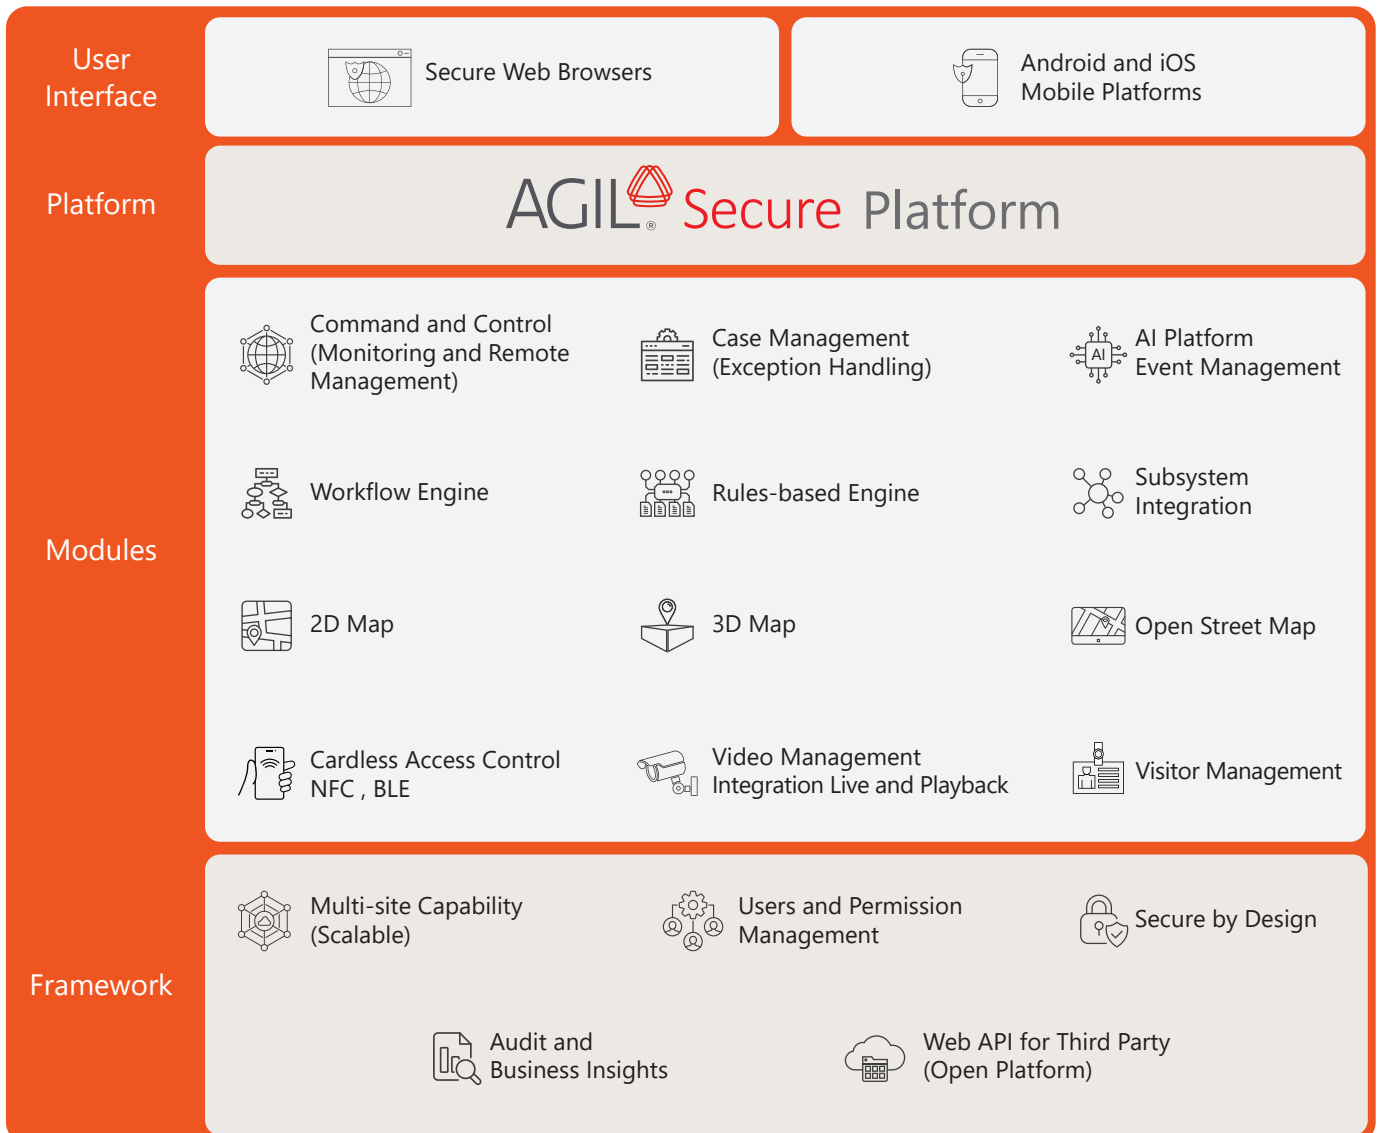 User
Interface
Secure Web Browsers
Android and iOS
Mobile Platforms
Platform
AGIL® Secure Platform
Modules
Command and Control
(Monitoring and Remote
Management)
Case Management
(Exception Handling)
AI
AI Platform
Event Management
Workflow Engine
Rules-based Engine
Subsystem
Integration
2D Map
3D Map
Open Street Map
Cardless Access Control
NFC , BLE
Video Management
Integration Live and Playback
Visitor Management
Framework
Multi-site Capability
(Scalable)
Users and Permission
Management
Secure by Design
Audit and
Business Insights
Web API for Third Party
(Open Platform)